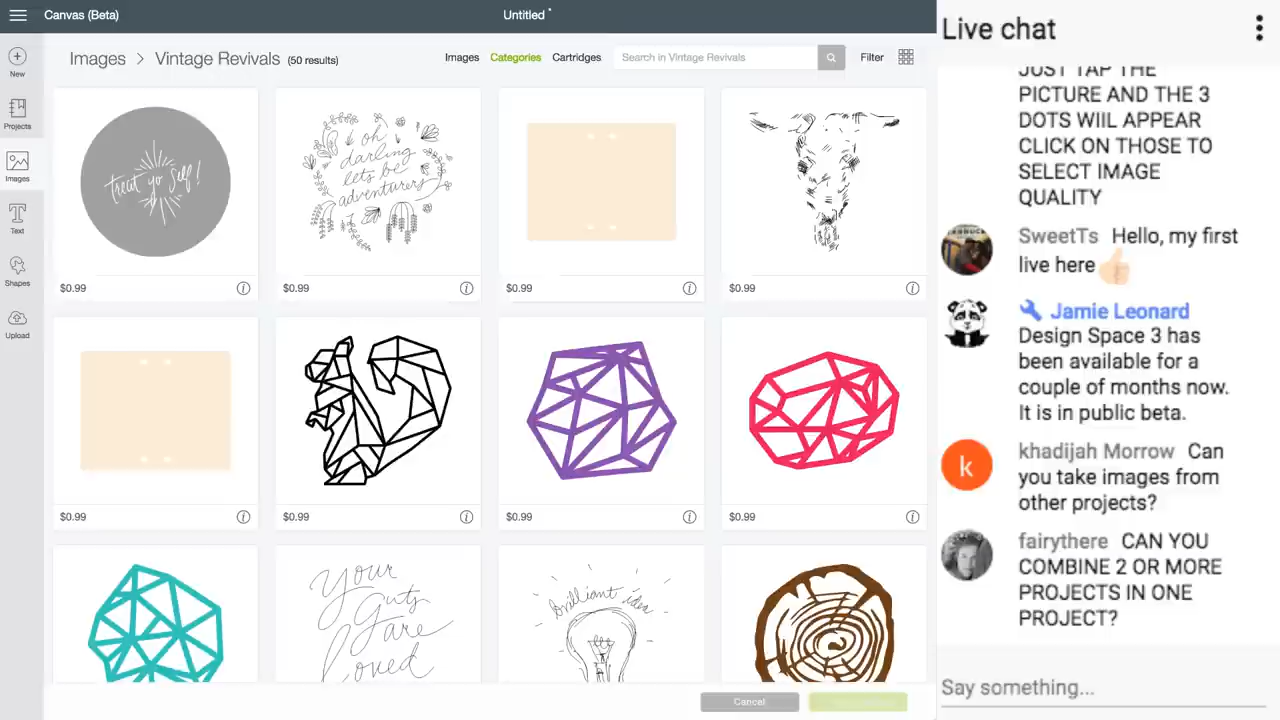 Canvas (Beta)
Untitled *
New
Projects
Images
Text
Shapes
Upload
Images > Vintage Revivals (50 results)
Images Categories Cartridges
Search in Vintage Revivals
Filter
treat yo self!
oh
darling
lets be
adventurers
$0.99
$0.99
$0.99
$0.99
$0.99
$0.99
$0.99
$0.99
Your
guts
are
loved
brilliant idea
Cancel
Live chat
JUST TAP THE
PICTURE AND THE 3
DOTS WIIL APPEAR
CLICK ON THOSE TO
SELECT IMAGE
QUALITY
SweetTs Hello, my first
live here
Jamie Leonard
Design Space 3 has
been available for a
couple of months now.
It is in public beta.
k
khadijah Morrow Can
you take images from
other projects?
fairythere CAN YOU
COMBINE 2 OR MORE
PROJECTS IN ONE
PROJECT?
Say something...